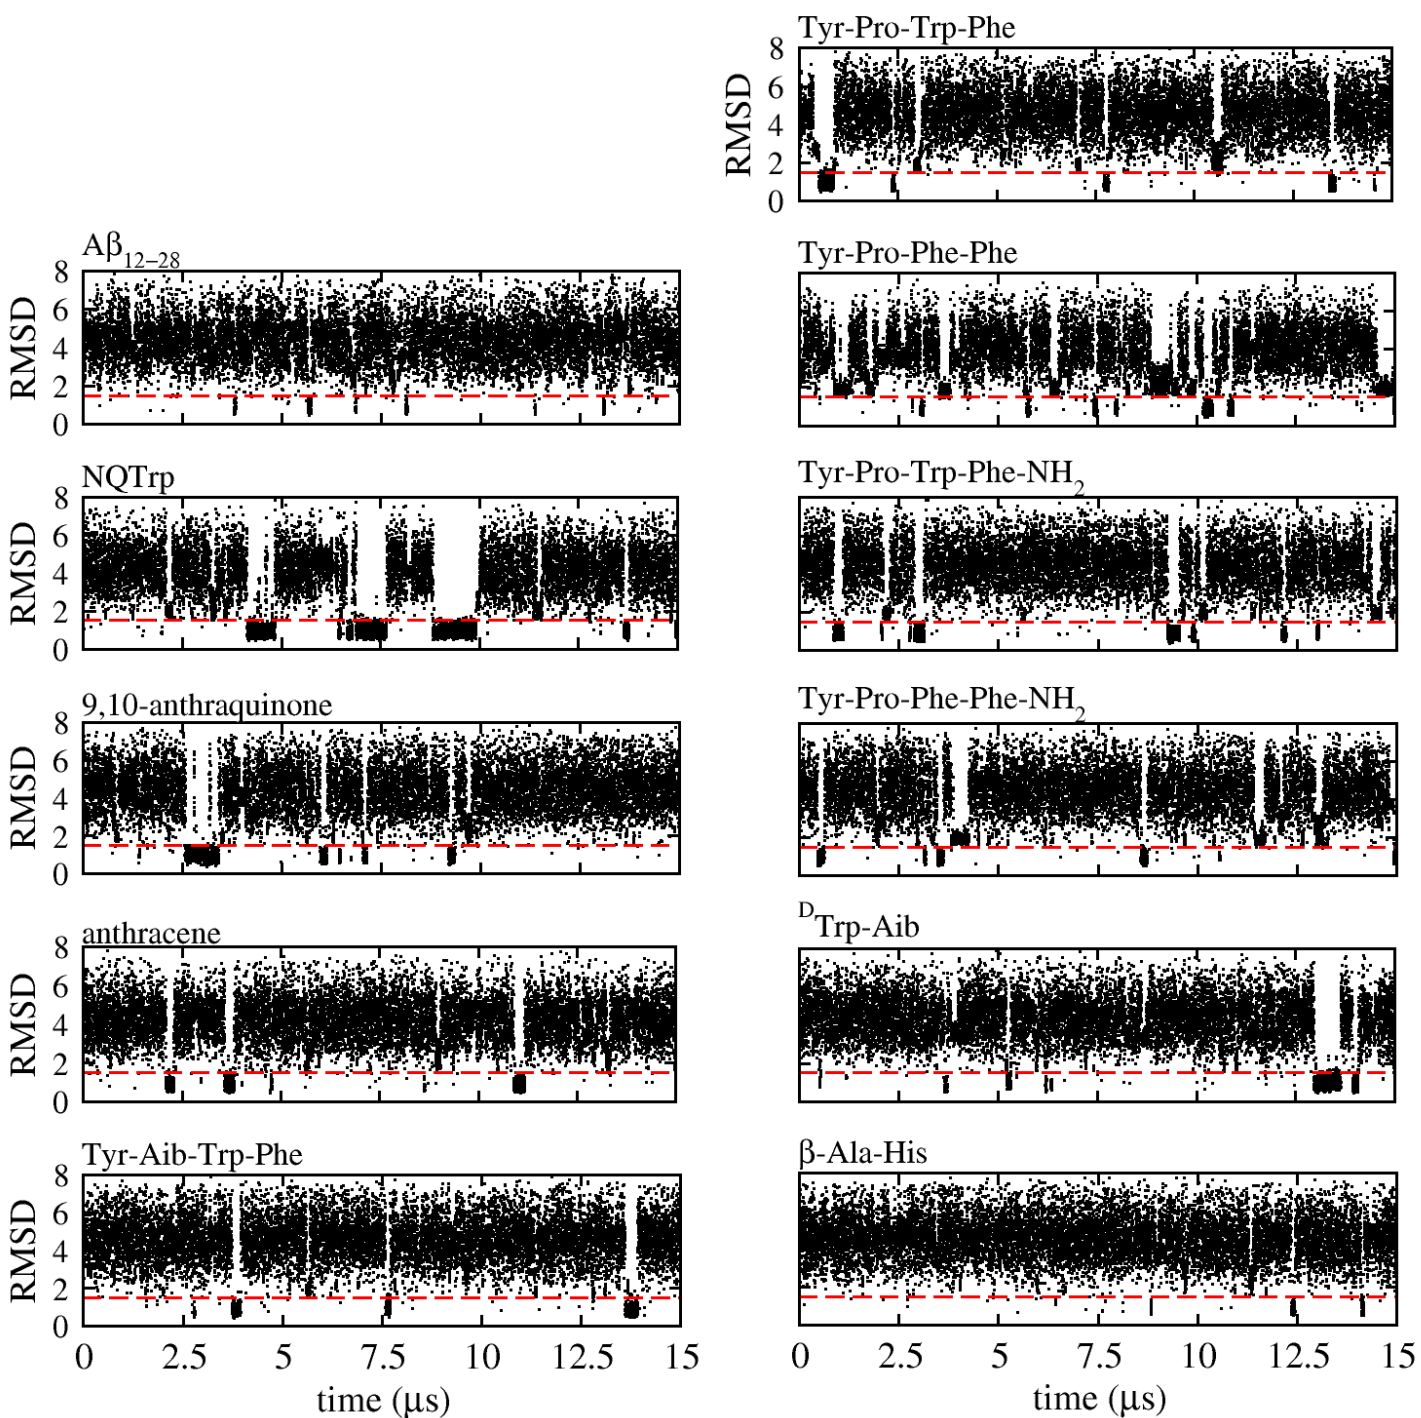 Tyr-Pro-Trp-Phe
RMSD
8
6
4
2
0
Aβ12–28
RMSD
8
6
4
2
0
Tyr-Pro-Phe-Phe
NQTrp
RMSD
8
6
4
2
0
Tyr-Pro-Trp-Phe-NH2
9,10-anthraquinone
RMSD
8
6
4
2
0
Tyr-Pro-Phe-Phe-NH2
anthracene
RMSD
8
6
4
2
0
DTrp-Aib
Tyr-Aib-Trp-Phe
RMSD
8
6
4
2
0
0 2.5 5 7.5 10 12.5 15
time (μs)
β-Ala-His
0 2.5 5 7.5 10 12.5 15
time (μs)